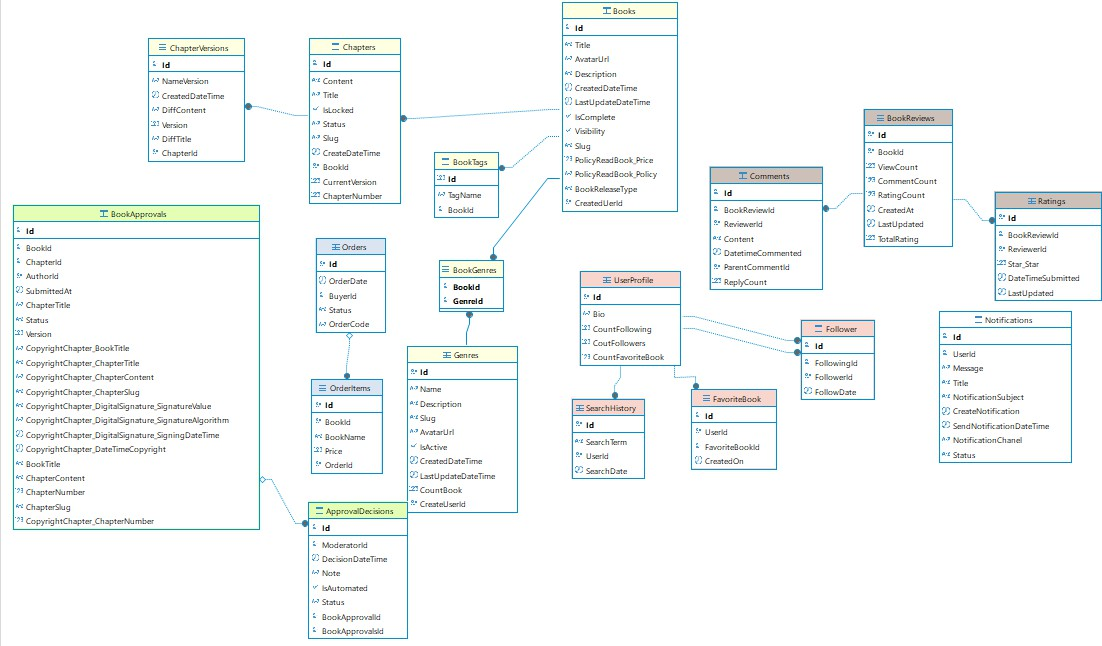 Books
Id
Title
AvatarUrl
Description
CreatedDateTime
LastUpdateDateTime
IsComplete
Visibility
Slug
PolicyReadBook_Price
PolicyReadBook_Policy
BookReleaseType
CreatedUerId
ChapterVersions
Id
NameVersion
CreatedDateTime
DiffContent
Version
DiffTitle
ChapterId
Chapters
Id
Content
Title
IsLocked
Status
Slug
CreateDateTime
BookId
CurrentVersion
ChapterNumber
BookTags
Id
TagName
BookId
BookReviews
Id
BookId
ViewCount
CommentCount
RatingCount
CreatedAt
LastUpdated
TotalRating
Comments
Id
BookReviewId
ReviewerId
Content
DatetimeCommented
ParentCommentId
ReplyCount
Ratings
Id
BookReviewId
ReviewerId
Star_Star
DateTimeSubmitted
LastUpdated
BookApprovals
Id
BookId
ChapterId
AuthorId
SubmittedAt
ChapterTitle
Status
Version
CopyrightChapter_BookTitle
CopyrightChapter_ChapterTitle
CopyrightChapter_ChapterContent
CopyrightChapter_ChapterSlug
CopyrightChapter_DigitalSignature_SignatureValue
CopyrightChapter_DigitalSignature_SignatureAlgorithm
CopyrightChapter_DigitalSignature_SigningDateTime
CopyrightChapter_DateTimeCopyright
BookTitle
ChapterContent
ChapterNumber
ChapterSlug
CopyrightChapter_ChapterNumber
Orders
Id
OrderDate
BuyerId
Status
OrderCode
BookGenres
BookId
GenreId
UserProfile
Id
Bio
CountFollowing
CoutFollowers
CountFavoriteBook
Follower
Id
FollowingId
FollowerId
FollowDate
Notifications
Id
UserId
Message
Title
NotificationSubject
CreateNotification
SendNotificationDateTime
NotificationChanel
Status
OrderItems
Id
BookId
BookName
Price
OrderId
Genres
Id
Name
Description
Slug
AvatarUrl
IsActive
CreatedDateTime
LastUpdateDateTime
CountBook
CreateUserId
SearchHistory
Id
SearchTerm
UserId
SearchDate
FavoriteBook
Id
UserId
FavoriteBookId
CreatedOn
ApprovalDecisions
Id
ModeratorId
DecisionDateTime
Note
IsAutomated
Status
BookApprovalId
BookApprovalsId